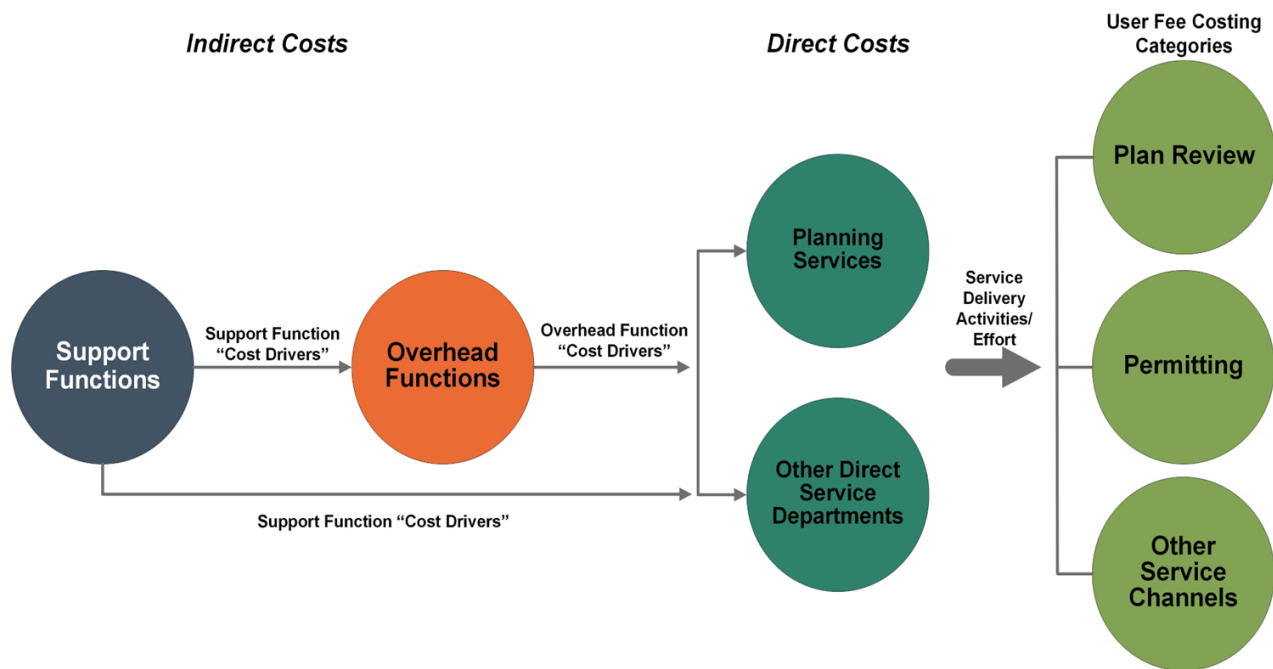 Indirect Costs
Direct Costs
User Fee Costing
Categories
Support
Functions
Support Function
“Cost Drivers”
Overhead
Functions
Overhead Function
“Cost Drivers”
Support Function “Cost Drivers”
Planning
Services
Other Direct
Service
Departments
Service
Delivery
Activities/
Effort
Plan Review
Permitting
Other
Service
Channels